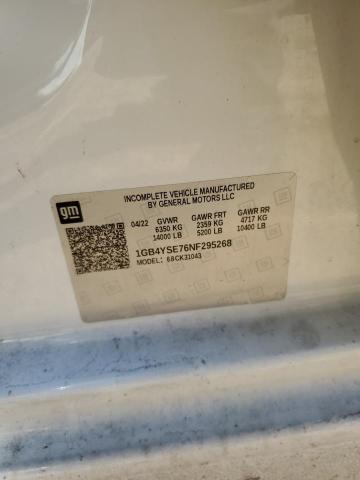 INCOMPLETE VEHICLE MANUFACTURED
BY GENERAL MOTORS LLC
gm
04/22 GVWR GAWR FRT GAWR RR
6350 KG 2359 KG 4717 KG
14000 LB 5200 LB 10400 LB
1GB4YSE76NF295268
MODEL: 68CK31043